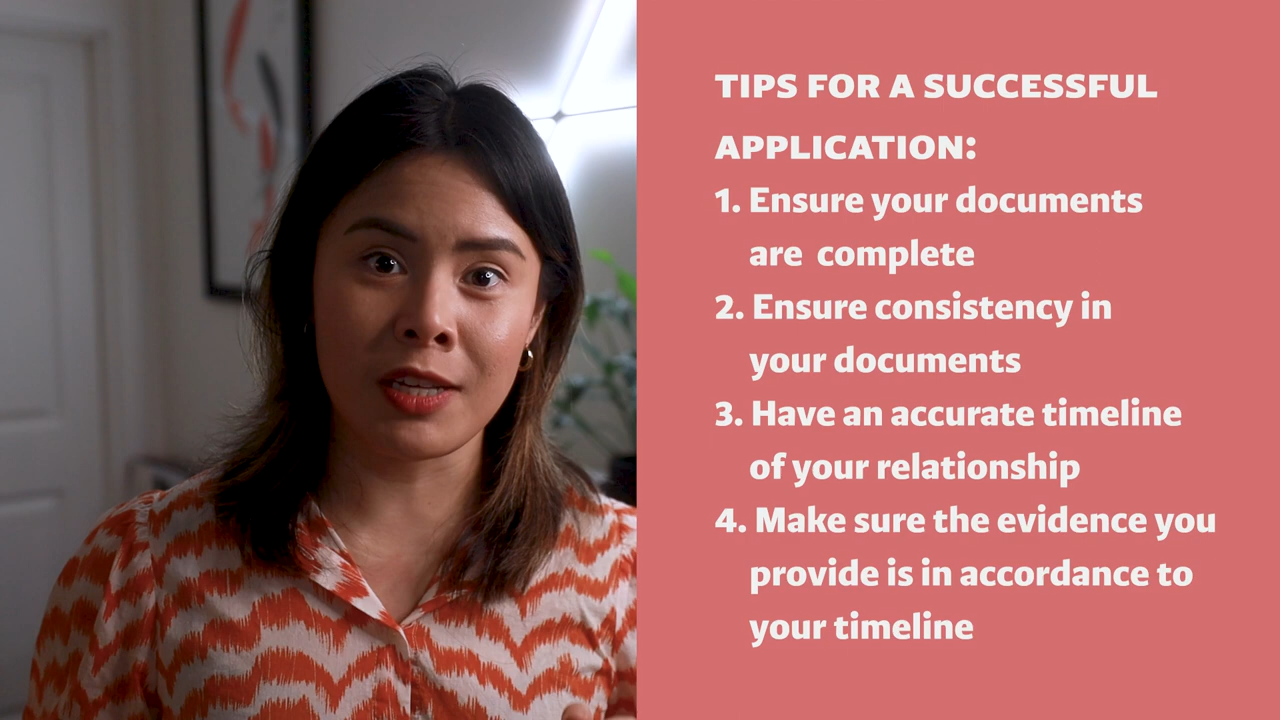 TIPS FOR A SUCCESSFUL
APPLICATION:
1. Ensure your documents
are complete
2. Ensure consistency in
your documents
3. Have an accurate timeline
of your relationship
4. Make sure the evidence you
provide is in accordance to
your timeline